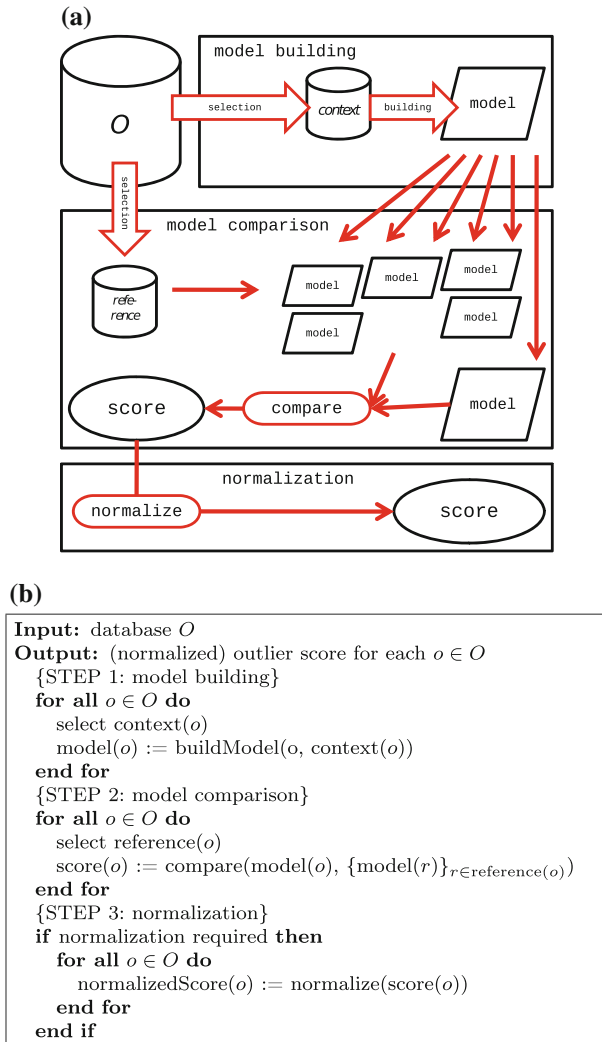 (a)
model building
O
selection
context
building
model
selection
model comparison
refe-
rence
model
model
model
model
model
score
compare
model
normalization
normalize
score
(b)
Input: database O
Output: (normalized) outlier score for each o ∈ O
{STEP 1: model building}
for all o ∈ O do
select context(o)
model(o) := buildModel(o, context(o))
end for
{STEP 2: model comparison}
for all o ∈ O do
select reference(o)
score(o) := compare(model(o), {model(r)}r∈reference(o))
end for
{STEP 3: normalization}
if normalization required then
for all o ∈ O do
normalizedScore(o) := normalize(score(o))
end for
end if